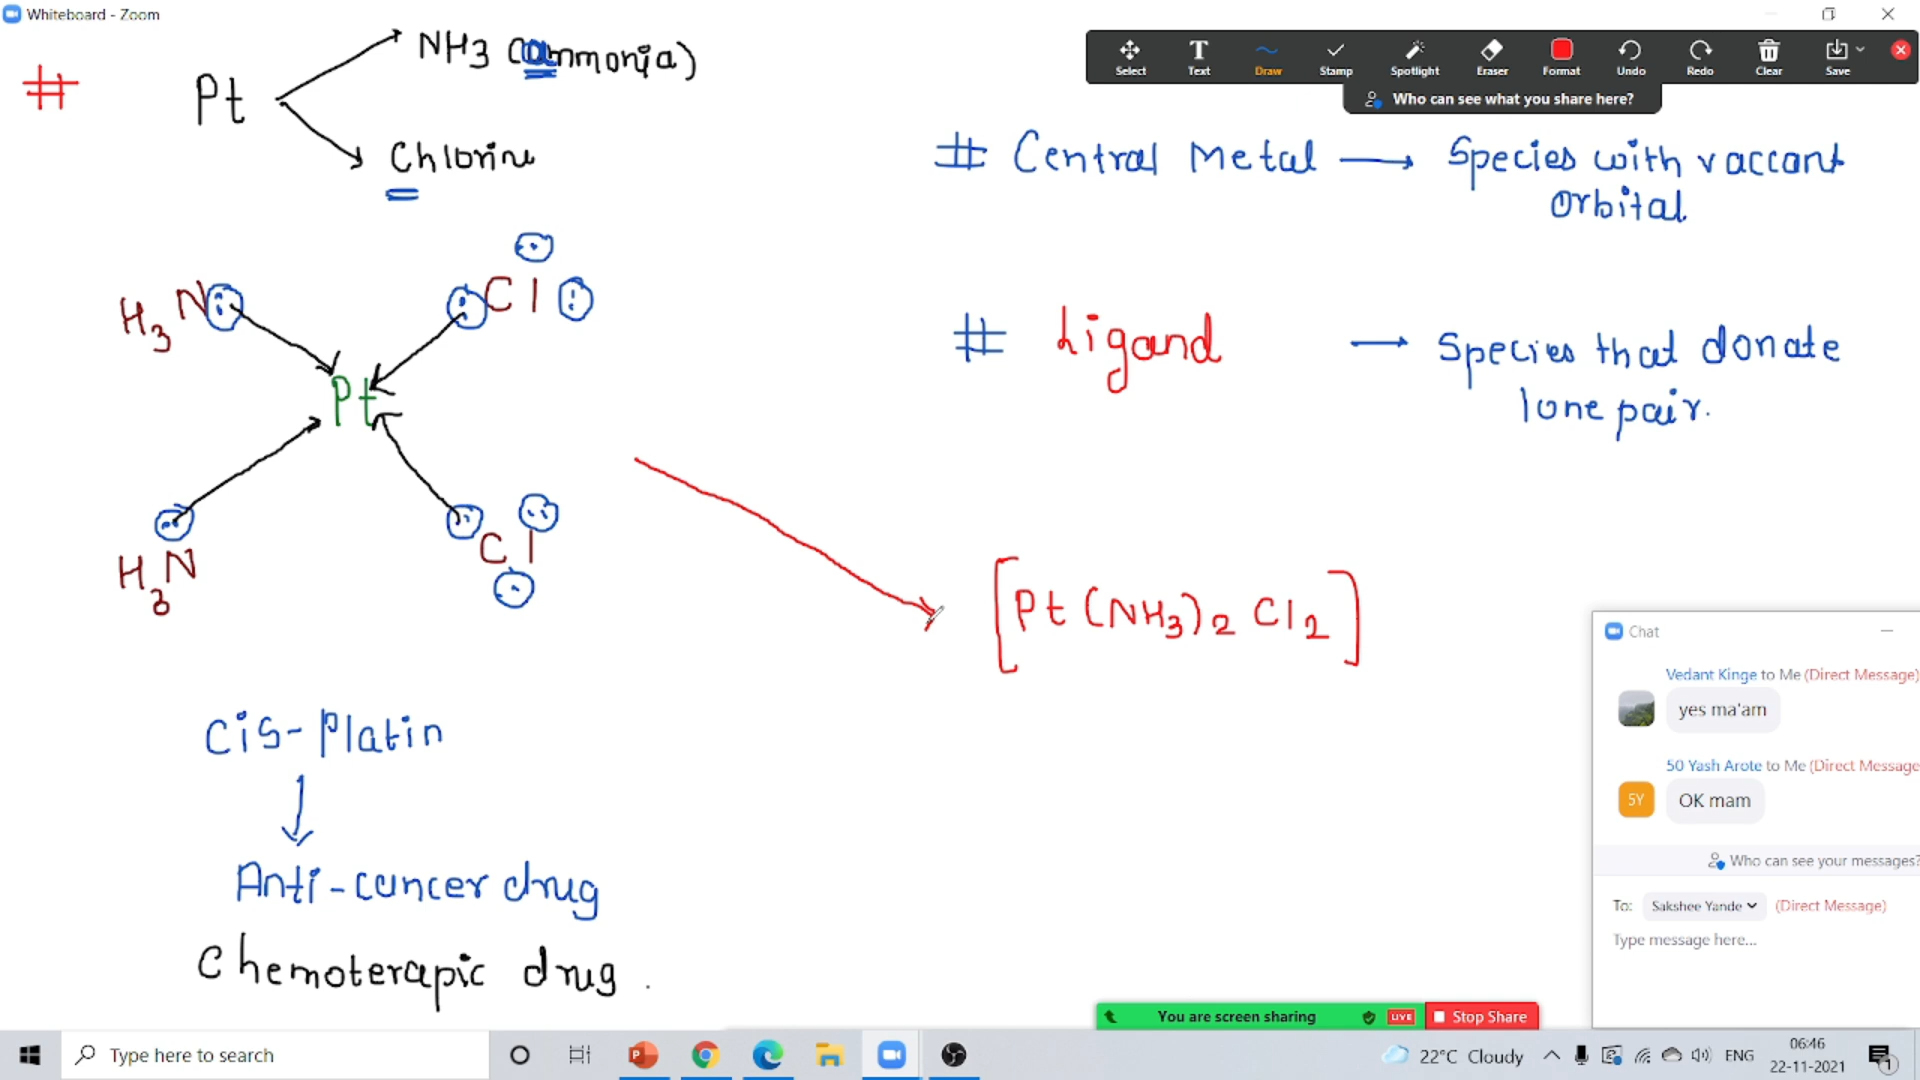 Whiteboard - Zoom
Select
Text
Draw
Stamp
Spotlight
Eraser
Format
Undo
Redo
Clear
Save
Who can see what you share here?
#
Pt
NH3 (ammonia)
Chlorine
H3N
Cl
Pt
H3N
Cl
Cis-Platin
Anti-cancer drug
Chemoterapic drug.
# Central Metal → Species with vaccant
orbital
# Ligand → Species that donate
lone pair.
[Pt(NH3)2 Cl2]
Chat
Vedant Kinge to Me (Direct Message)
yes ma'am
50 Yash Arote to Me (Direct Message
5Y
OK mam
Who can see your messages?
To: Sakshee Yande (Direct Message)
Type message here...
You are screen sharing
LIVE
Stop Share
Type here to search
22°C Cloudy
ENG
06:46
22-11-2021
1